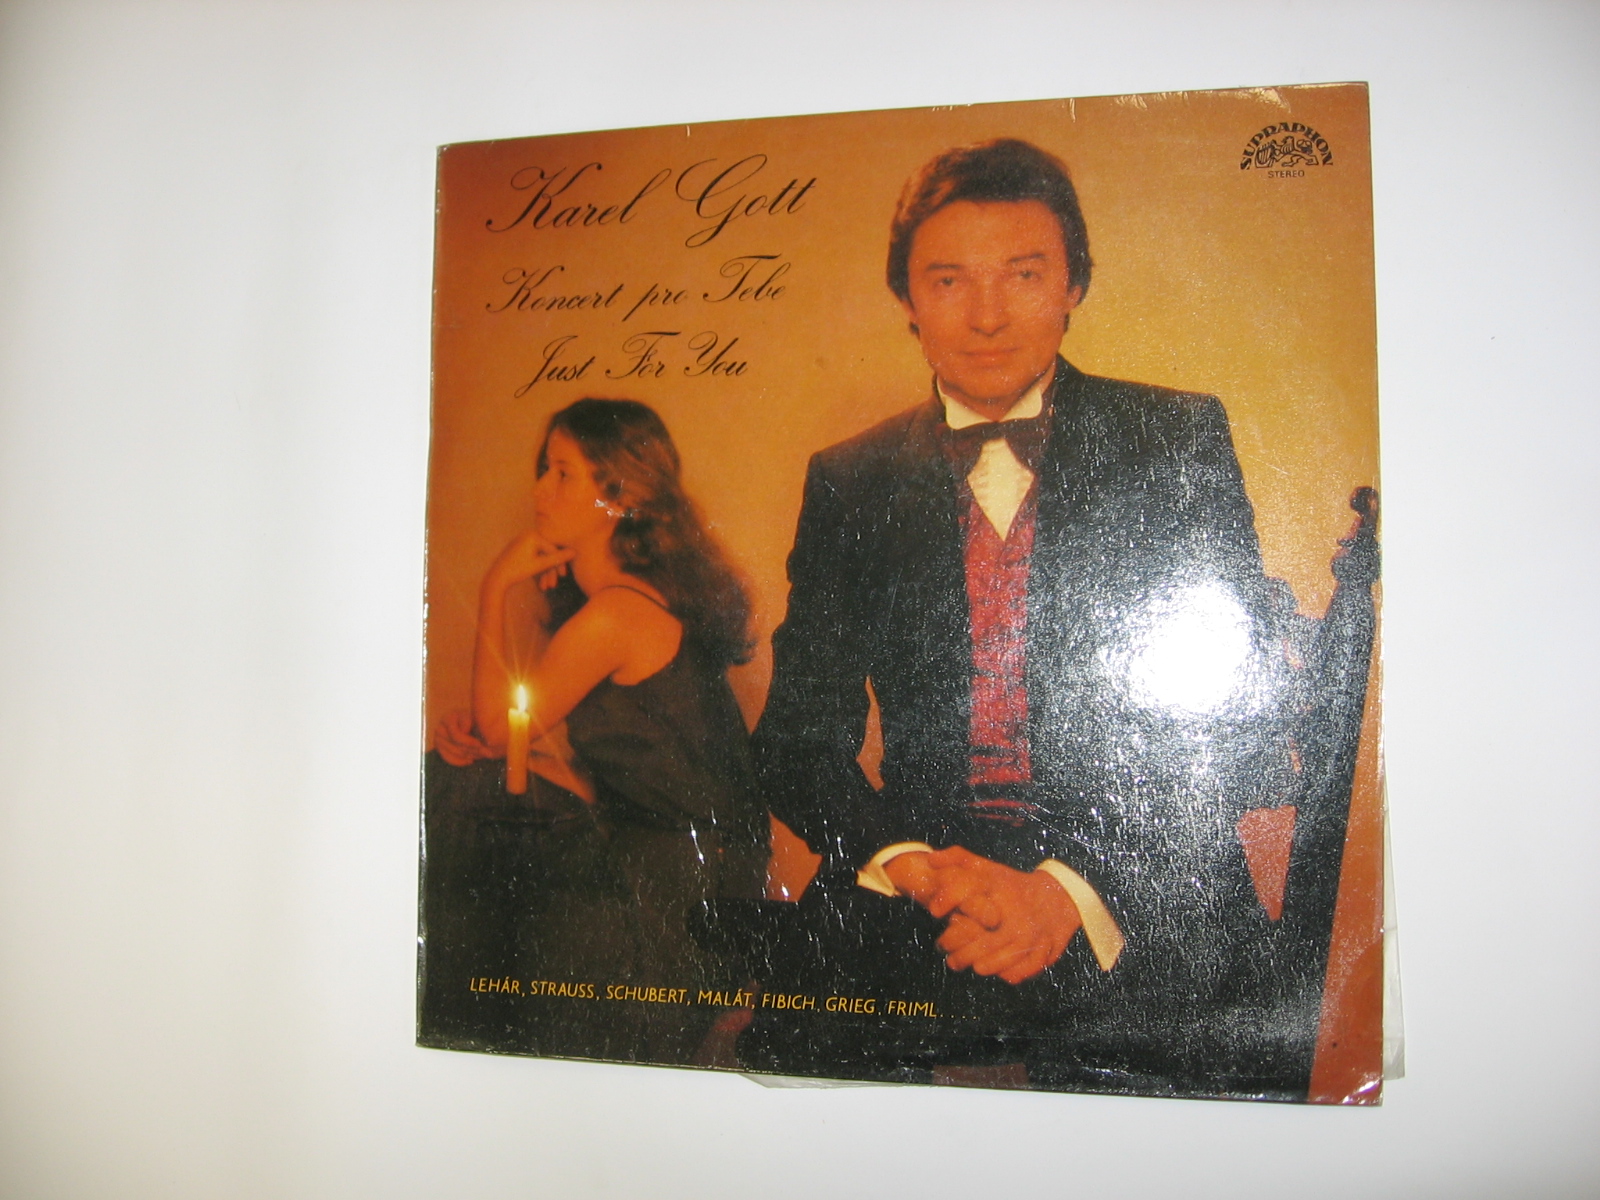 Karel Gott
Koncert pro Tebe
Just For You
SUPRAPHON
STEREO
LEHÁR, STRAUSS, SCHUBERT, MALÁT, FIBICH, GRIEG, FRIML....